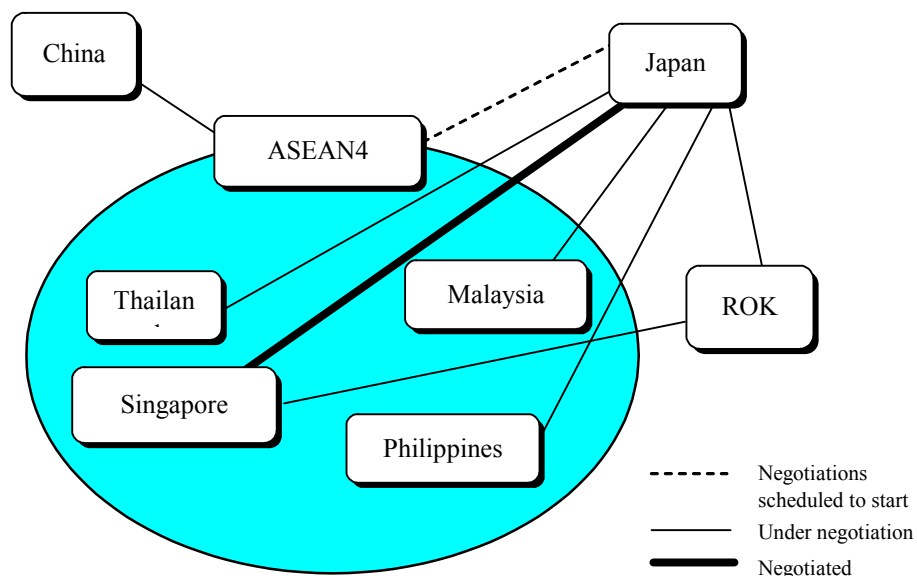 China
Japan
ASEAN4
Thailan
Malaysia
ROK
Singapore
Philippines
Negotiations
scheduled to start
Under negotiation
Negotiated